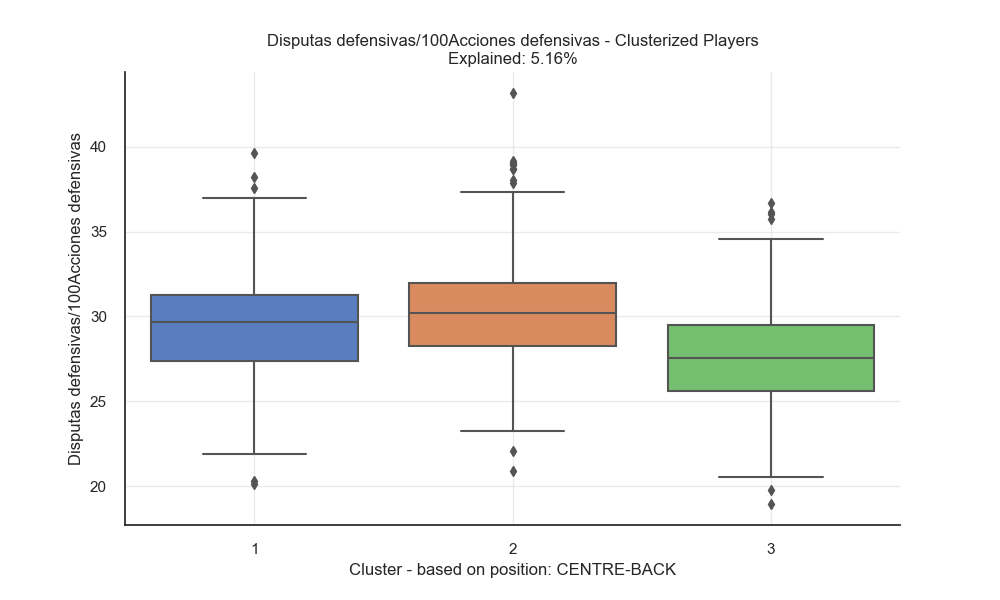 Disputas defensivas/100Acciones defensivas - Clusterized Players
Explained: 5.16%
Disputas defensivas/100Acciones defensivas
40
35
30
25
20
1
2
3
Cluster - based on position: CENTRE-BACK